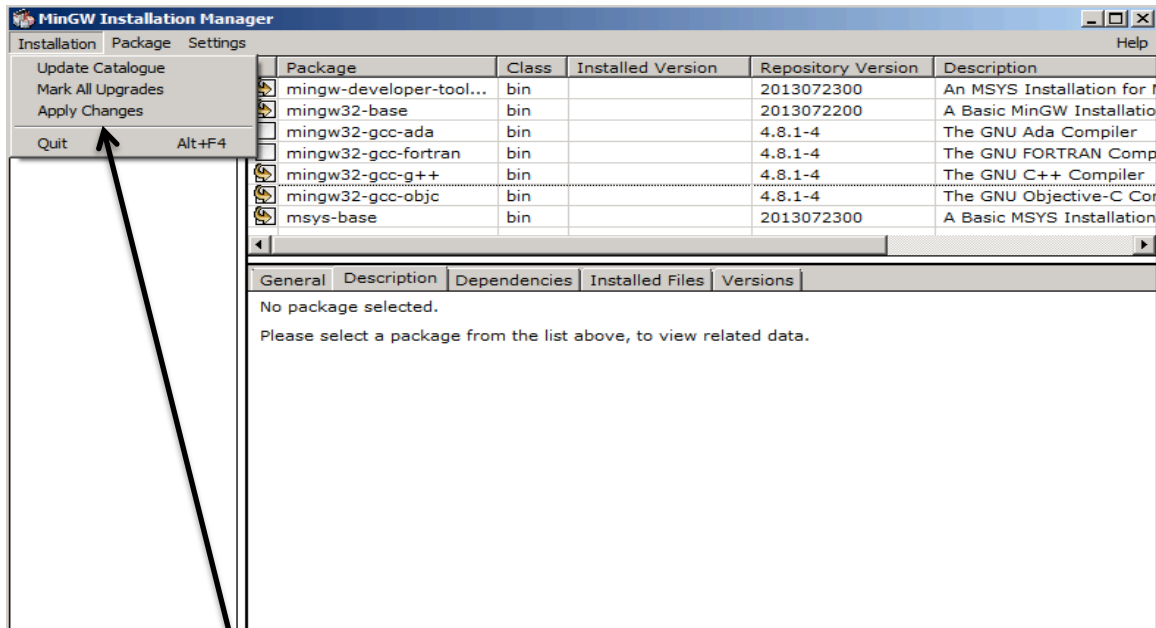 MinGW Installation Manager
Installation Package Settings Help
Update Catalogue
Mark All Upgrades
Apply Changes
Quit Alt+F4
Package Class Installed Version Repository Version Description
mingw-developer-tool... bin 2013072300 An MSYS Installation for
mingw32-base bin 2013072200 A Basic MinGW Installatio
mingw32-gcc-ada bin 4.8.1-4 The GNU Ada Compiler
mingw32-gcc-fortran bin 4.8.1-4 The GNU FORTRAN Comp
mingw32-gcc-g++ bin 4.8.1-4 The GNU C++ Compiler
mingw32-gcc-objc bin 4.8.1-4 The GNU Objective-C Co
msys-base bin 2013072300 A Basic MSYS Installation
General Description Dependencies Installed Files Versions
No package selected.
Please select a package from the list above, to view related data.